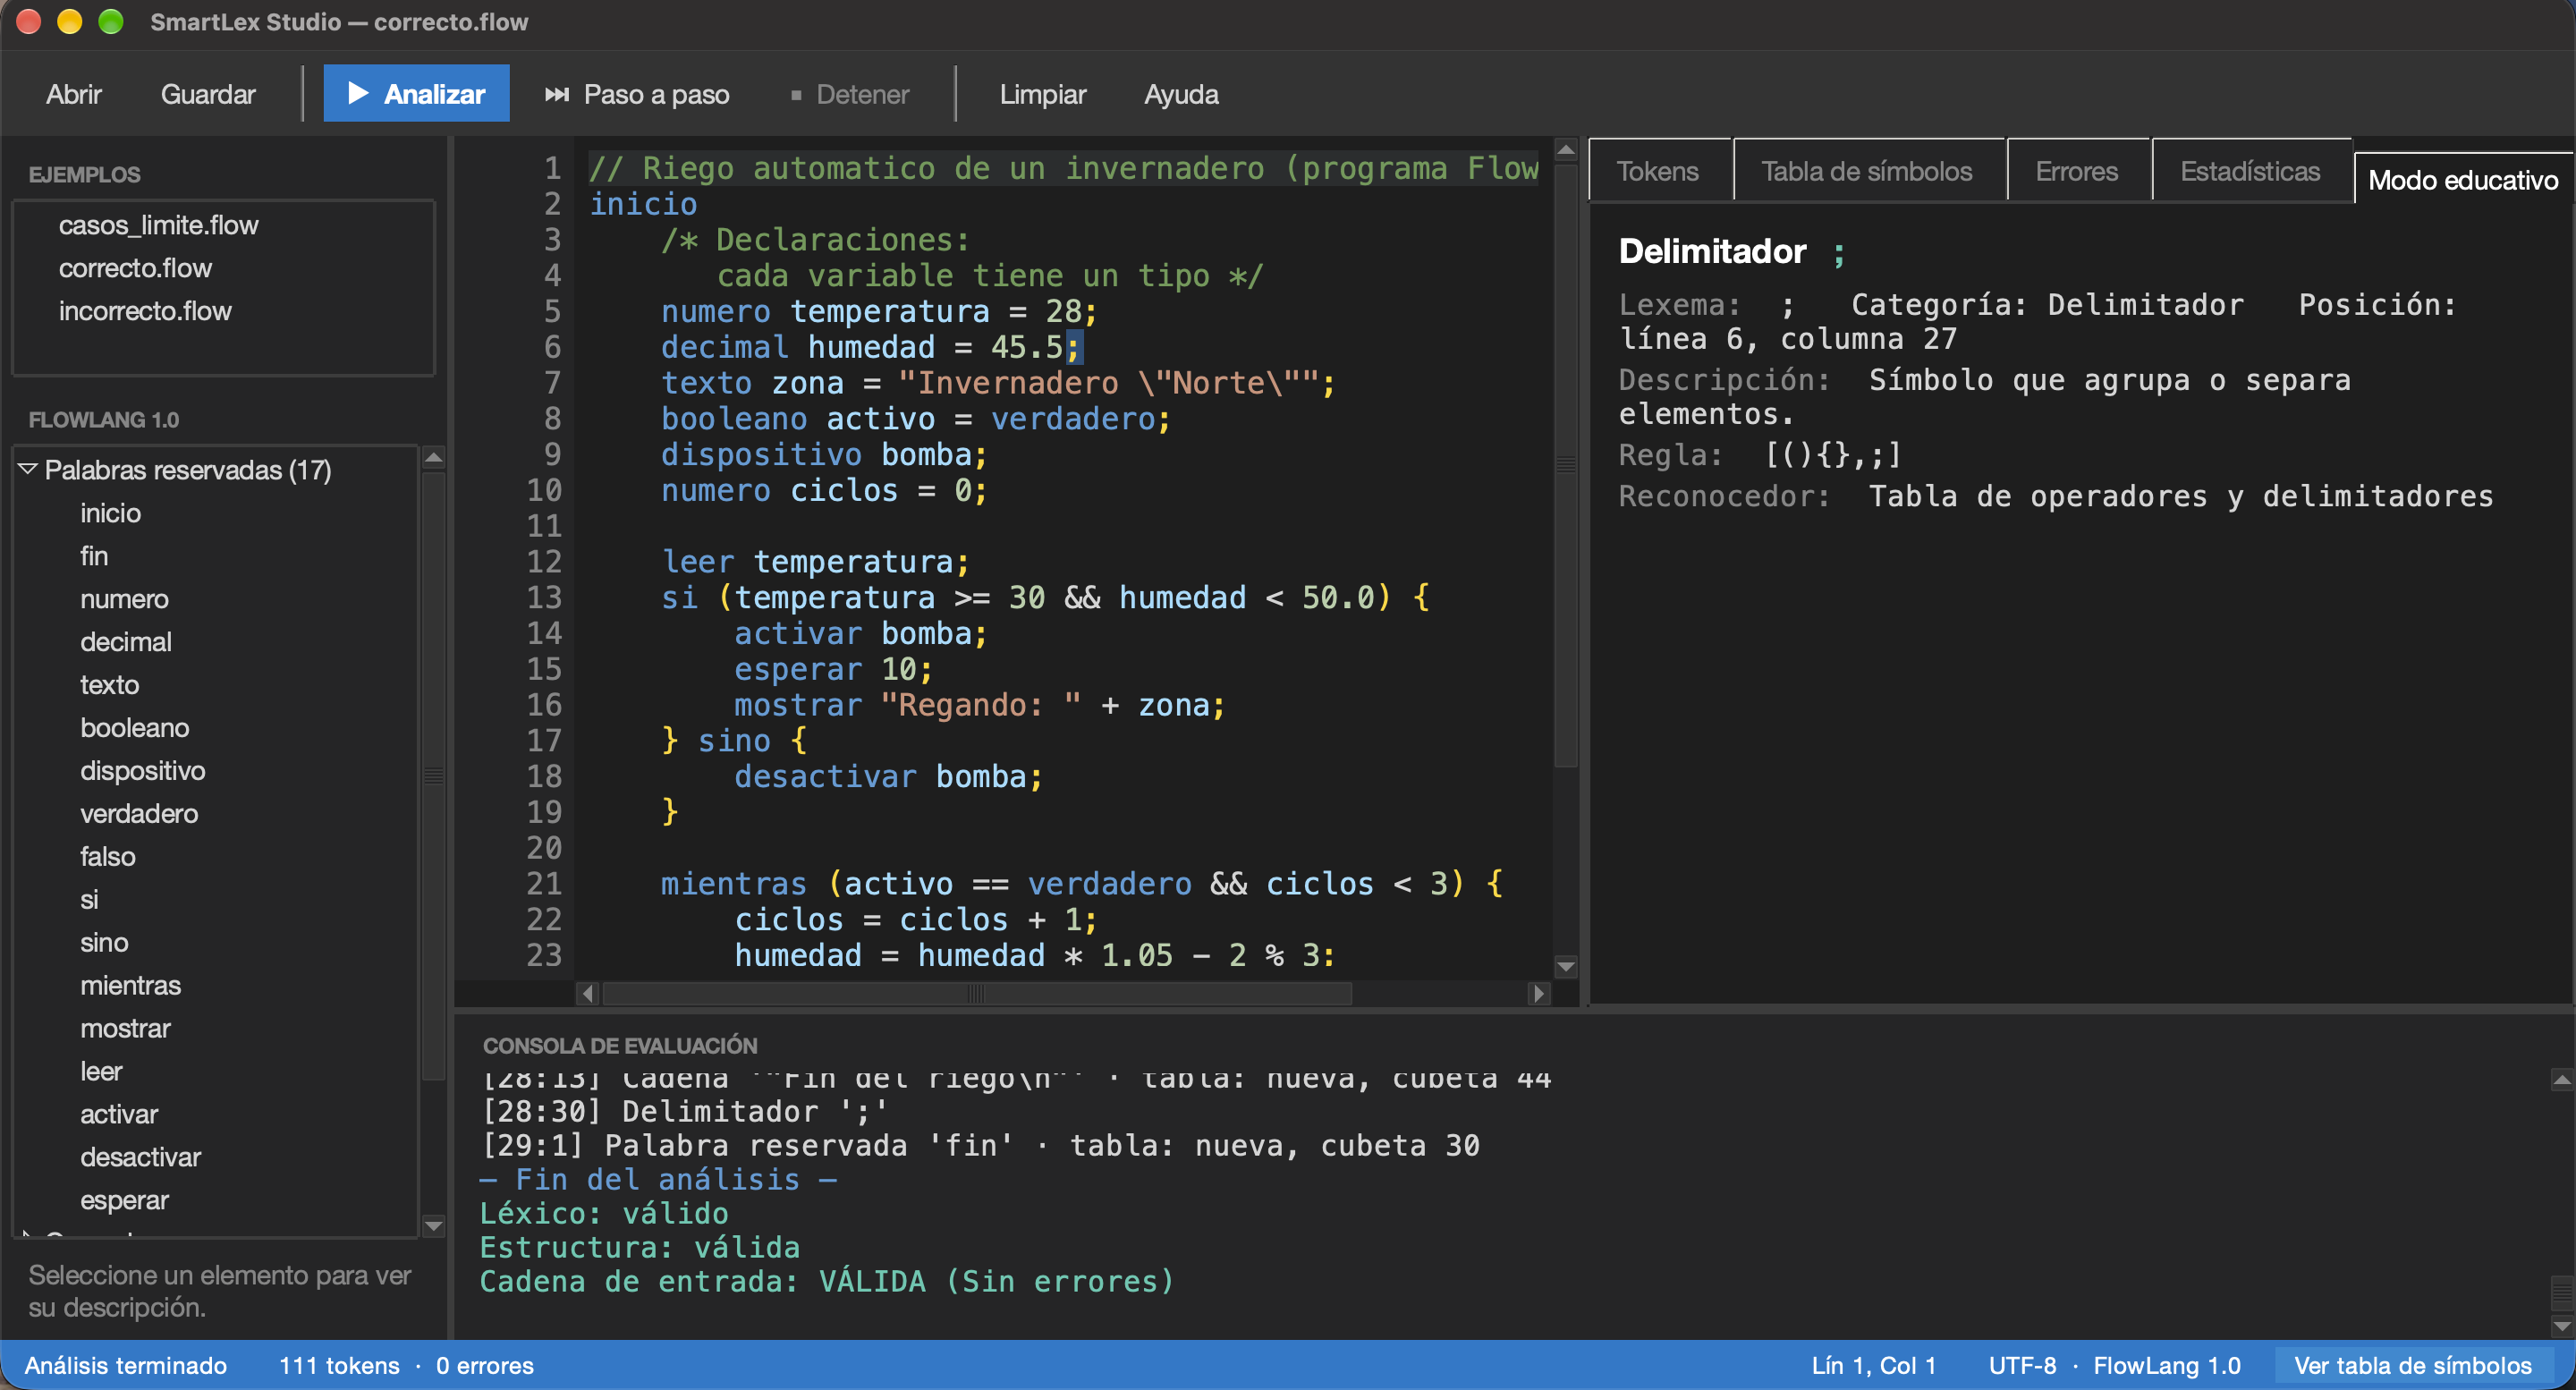 SmartLex Studio — correcto.flow
Abrir Guardar ▶ Analizar ⏭ Paso a paso ■ Detener Limpiar Ayuda
EJEMPLOS
casos_limite.flow
correcto.flow
incorrecto.flow
FLOWLANG 1.0
Palabras reservadas (17)
inicio
fin
numero
decimal
texto
booleano
dispositivo
verdadero
falso
si
sino
mientras
mostrar
leer
activar
desactivar
esperar
Seleccione un elemento para ver
su descripción.
1 // Riego automatico de un invernadero (programa Flow
2 inicio
3     /* Declaraciones:
4        cada variable tiene un tipo */
5     numero temperatura = 28;
6     decimal humedad = 45.5;
7     texto zona = "Invernadero \"Norte\"";
8     booleano activo = verdadero;
9     dispositivo bomba;
10     numero ciclos = 0;
11
12     leer temperatura;
13     si (temperatura >= 30 && humedad < 50.0) {
14         activar bomba;
15         esperar 10;
16         mostrar "Regando: " + zona;
17     } sino {
18         desactivar bomba;
19     }
20
21     mientras (activo == verdadero && ciclos < 3) {
22         ciclos = ciclos + 1;
23         humedad = humedad * 1.05 - 2 % 3;
Tokens Tabla de símbolos Errores Estadísticas Modo educativo
Delimitador ;
Lexema: ; Categoría: Delimitador Posición:
línea 6, columna 27
Descripción: Símbolo que agrupa o separa
elementos.
Regla: [(){},;]
Reconocedor: Tabla de operadores y delimitadores
CONSOLA DE EVALUACIÓN
[28:13] Cadena '"Fin del riego\n"' · tabla: nueva, cubeta 44
[28:30] Delimitador ';'
[29:1] Palabra reservada 'fin' · tabla: nueva, cubeta 30
— Fin del análisis —
Léxico: válido
Estructura: válida
Cadena de entrada: VÁLIDA (Sin errores)
Análisis terminado 111 tokens · 0 errores Lín 1, Col 1 UTF-8 · FlowLang 1.0 Ver tabla de símbolos